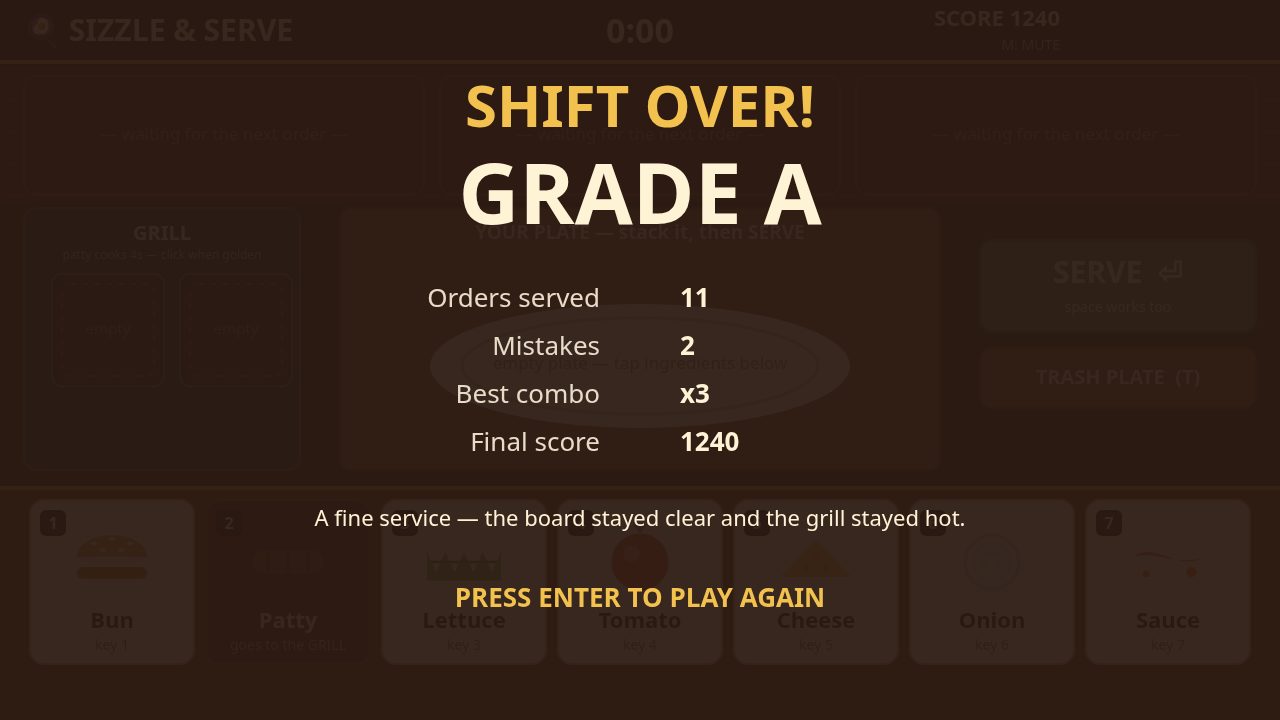 SIZZLE & SERVE
0:00
SCORE 1240
M: MUTE
SHIFT OVER!
— waiting for the next order —
— waiting for the next order —
— waiting for the next order —
GRADE A
GRILL
patty cooks 4s — click when golden
YOUR PLATE — stack it, then SERVE
empty
empty
SERVE ⏎
space works too
Orders served 11
Mistakes 2
empty plate — tap ingredients below
TRASH PLATE (T)
Best combo x3
Final score 1240
A fine service — the board stayed clear and the grill stayed hot.
1
2
7
PRESS ENTER TO PLAY AGAIN
Bun
key 1
Patty
goes to the GRILL
Lettuce
key 3
Tomato
key 4
Cheese
key 5
Onion
key 6
Sauce
key 7